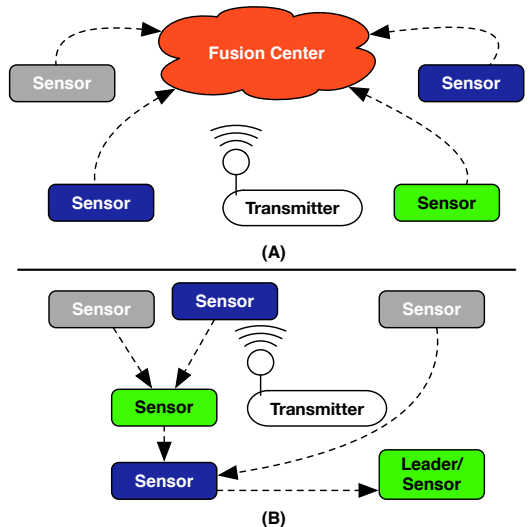 Fusion Center
Sensor
Sensor
Sensor
Transmitter
Sensor
(A)
Sensor
Sensor
Sensor
Sensor
Transmitter
Sensor
Leader/
Sensor
(B)